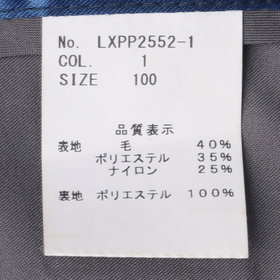 No. LXPP2552-1
COL. 1
SIZE 100
品質表示
表地 毛 40%
ポリエステル 35%
ナイロン 25%
裏地 ポリエステル 100%